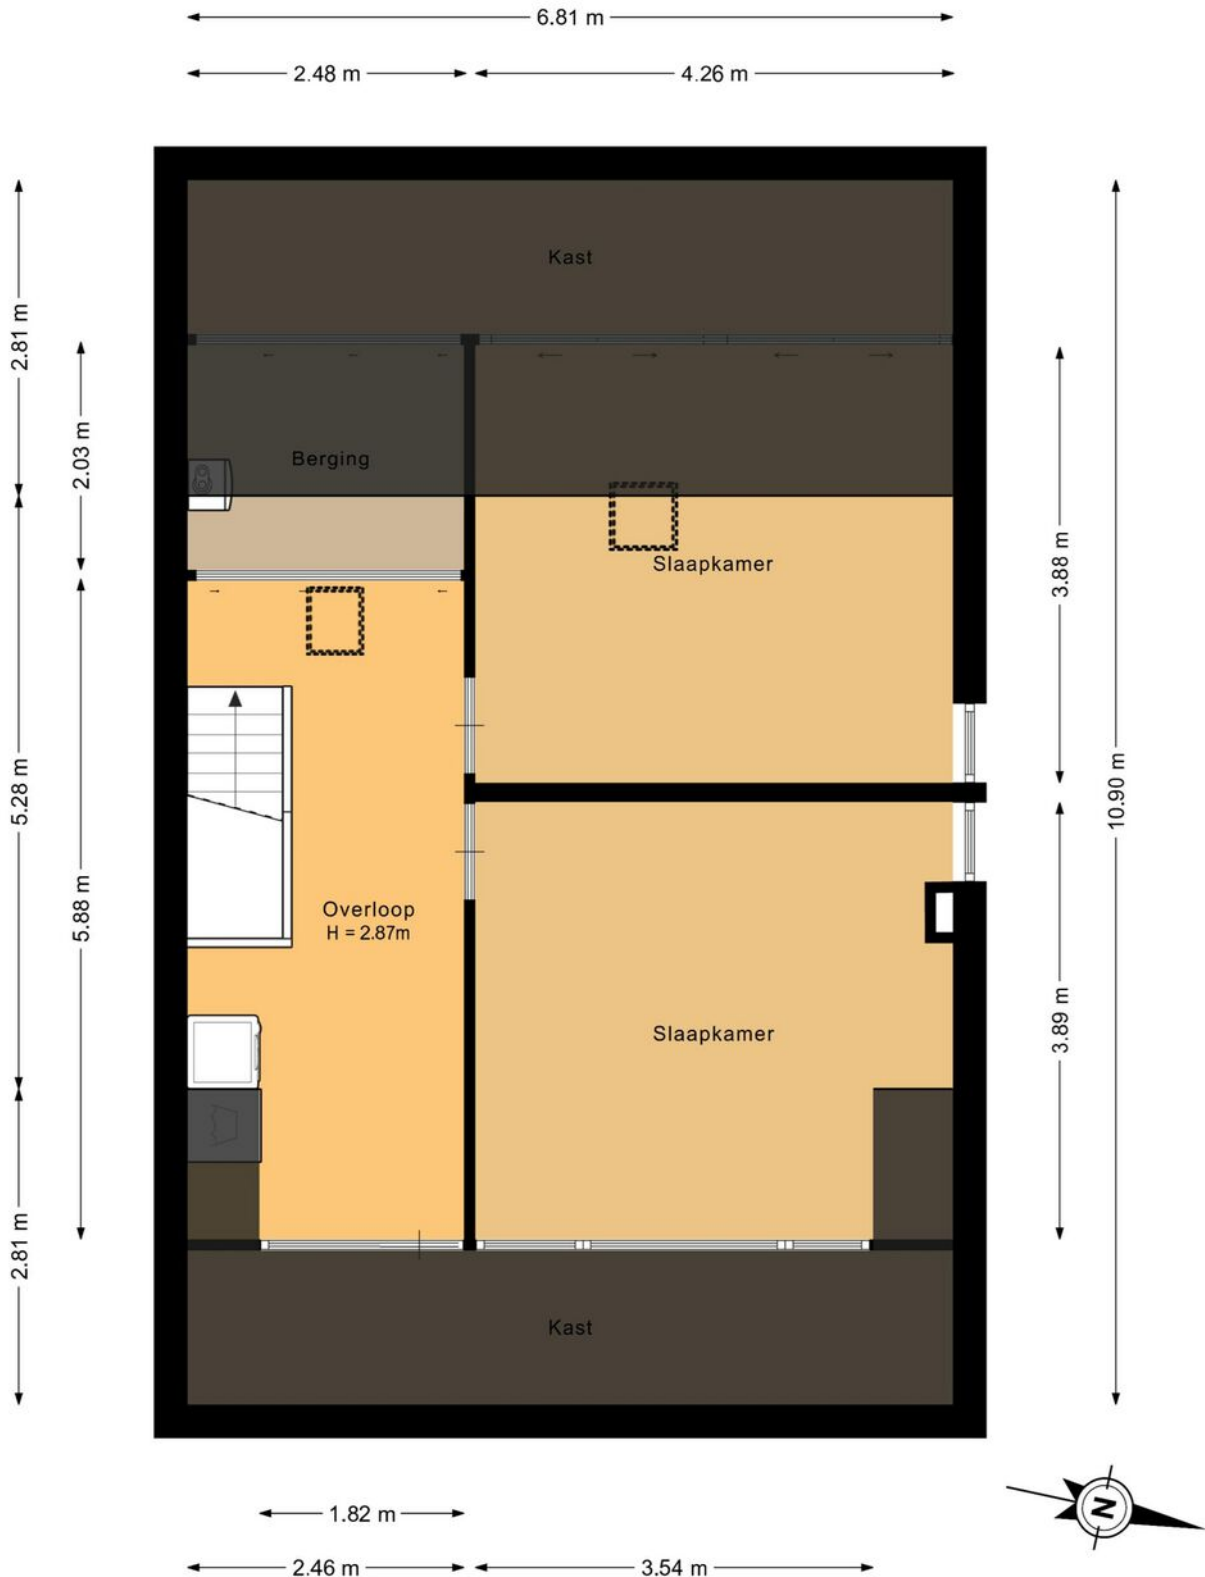 6.81 m
2.48 m
4.26 m
Kast
2.81 m
2.03 m
Berging
Slaapkamer
3.88 m
5.28 m
10.90 m
5.88 m
Overloop
H = 2.87m
3.89 m
Slaapkamer
2.81 m
Kast
1.82 m
N
2.46 m
3.54 m